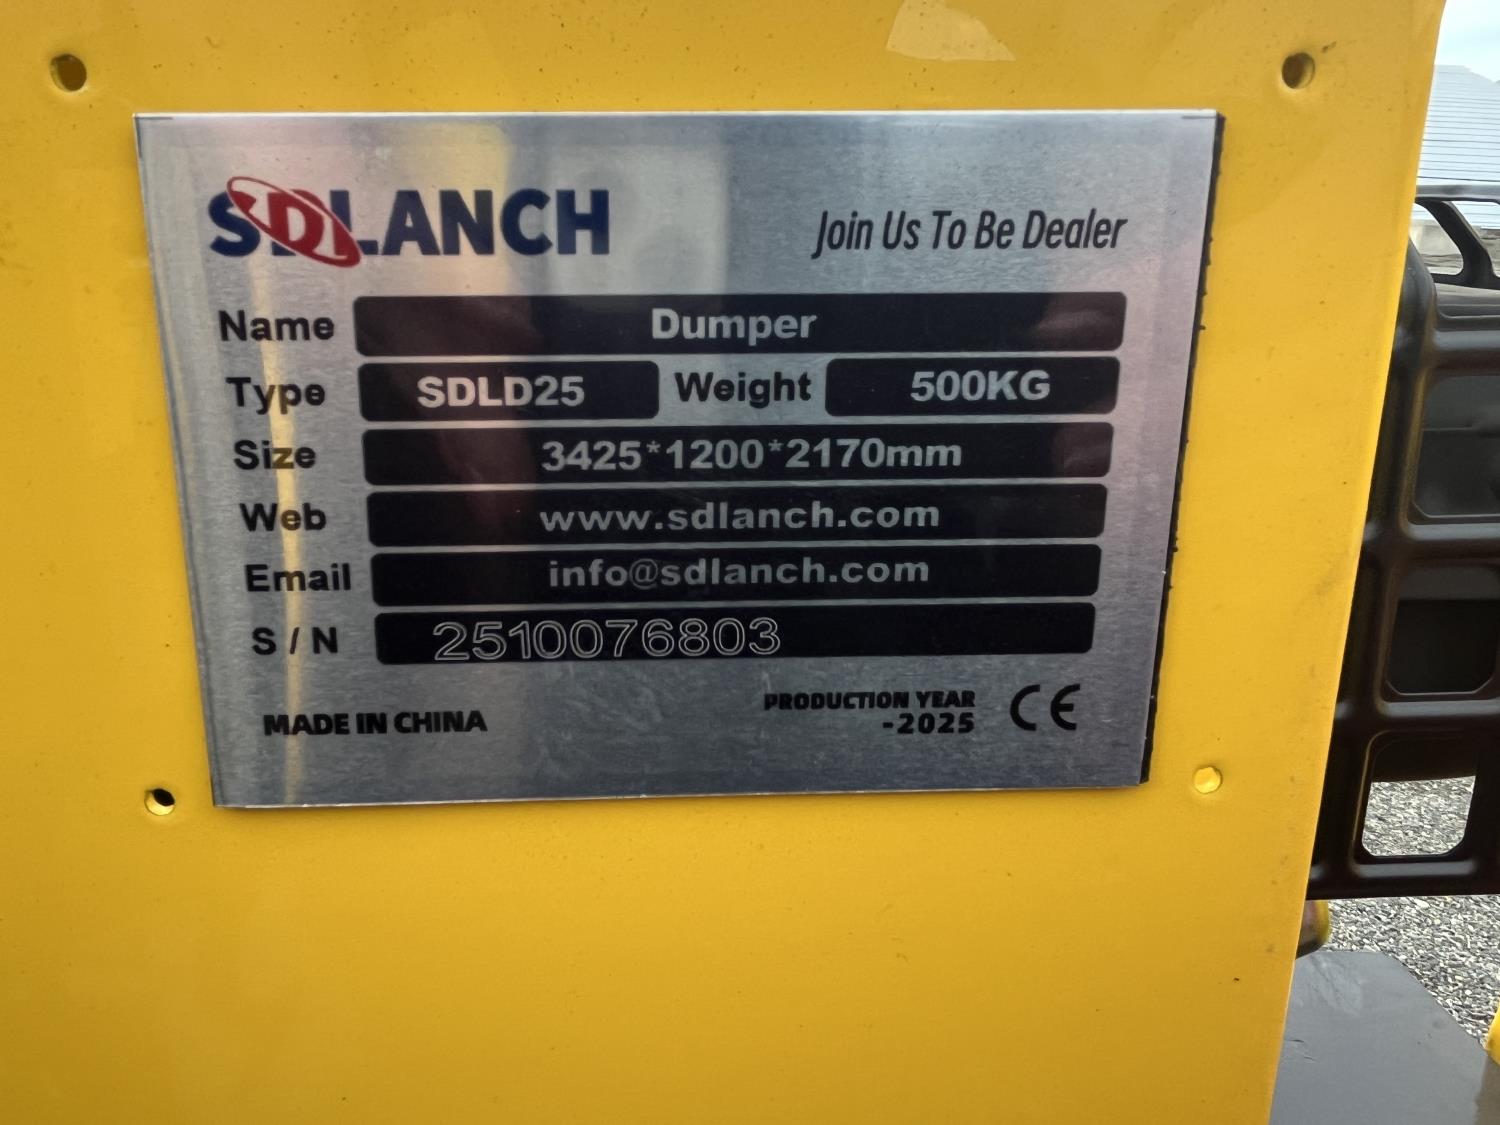 SDLANCH
Join Us To Be Dealer
Name Dumper
Type SDLD25 Weight 500KG
Size 3425*1200*2170mm
Web www.sdlanch.com
Email info@sdlanch.com
S / N 2510076803
MADE IN CHINA
PRODUCTION YEAR
-2025
CE